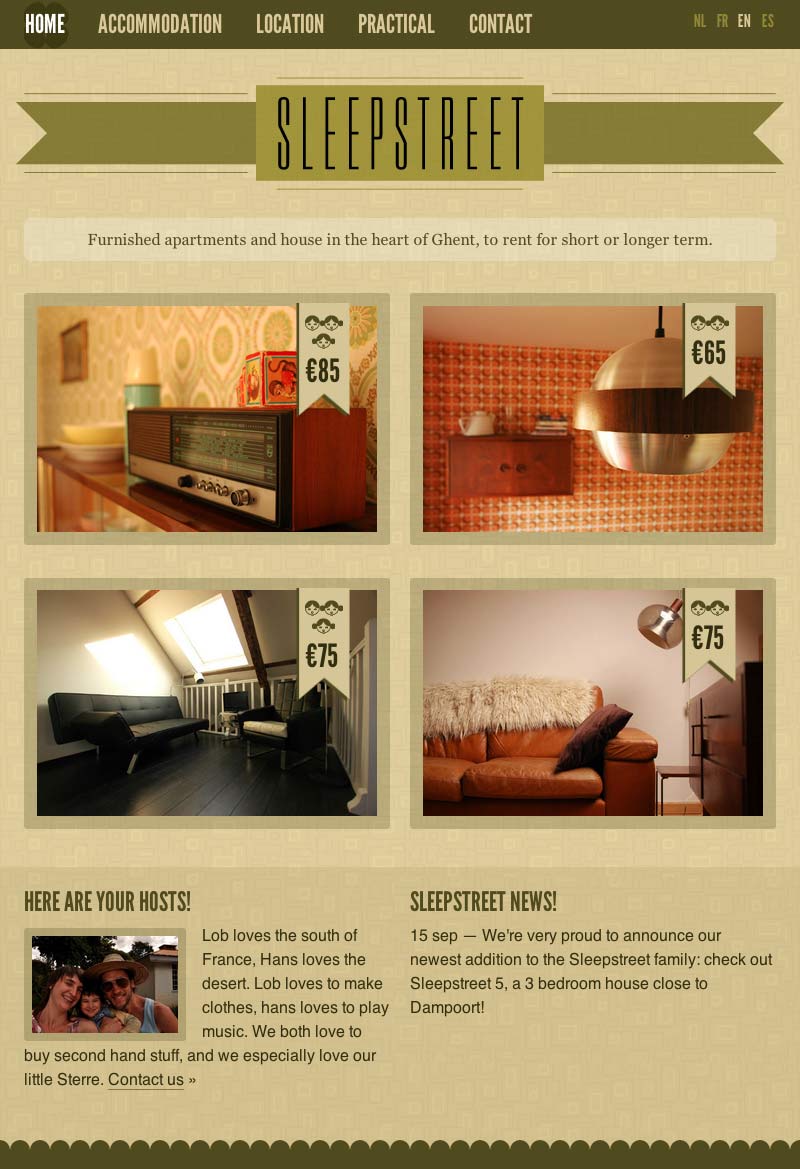 HOME ACCOMMODATION LOCATION PRACTICAL CONTACT NL FR EN ES
SLEEPSTREET
Furnished apartments and house in the heart of Ghent, to rent for short or longer term.
€85
€65
€75
€75
HERE ARE YOUR HOSTS!
Lob loves the south of
France, Hans loves the
desert. Lob loves to make
clothes, hans loves to play
music. We both love to
buy second hand stuff, and we especially love our
little Sterre. Contact us »
SLEEPSTREET NEWS!
15 sep — We're very proud to announce our
newest addition to the Sleepstreet family: check out
Sleepstreet 5, a 3 bedroom house close to
Dampoort!